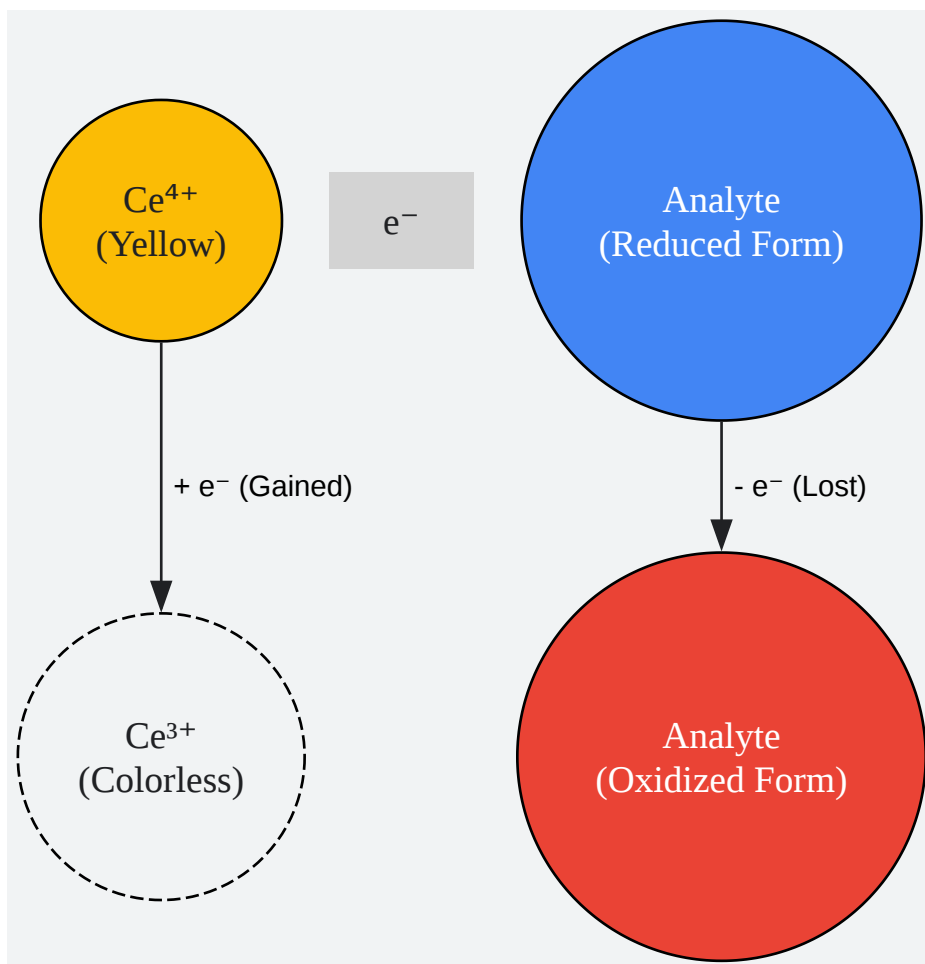 Ce⁴⁺
(Yellow)
e⁻
Analyte
(Reduced Form)
+ e⁻ (Gained)
- e⁻ (Lost)
Ce³⁺
(Colorless)
Analyte
(Oxidized Form)